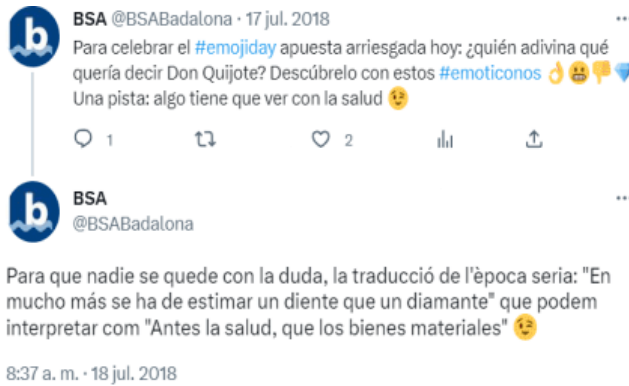 BSA @BSABadalona · 17 jul. 2018
Para celebrar el #emojiday apuesta arriesgada hoy: ¿quién adivina qué
quería decir Don Quijote? Descúbrelo con estos #emoticonos 👌😬👎💎
Una pista: algo tiene que ver con la salud 😉
1 2
b
BSA
@BSABadalona
Para que nadie se quede con la duda, la traducció de l'època seria: "En
mucho más se ha de estimar un diente que un diamante" que podem
interpretar com "Antes la salud, que los bienes materiales" 😉
8:37 a. m. · 18 jul. 2018